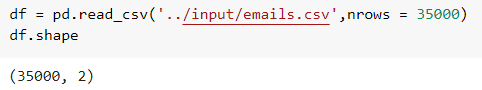 df = pd.read_csv('../input/emails.csv',nrows = 35000)
df.shape
(35000, 2)